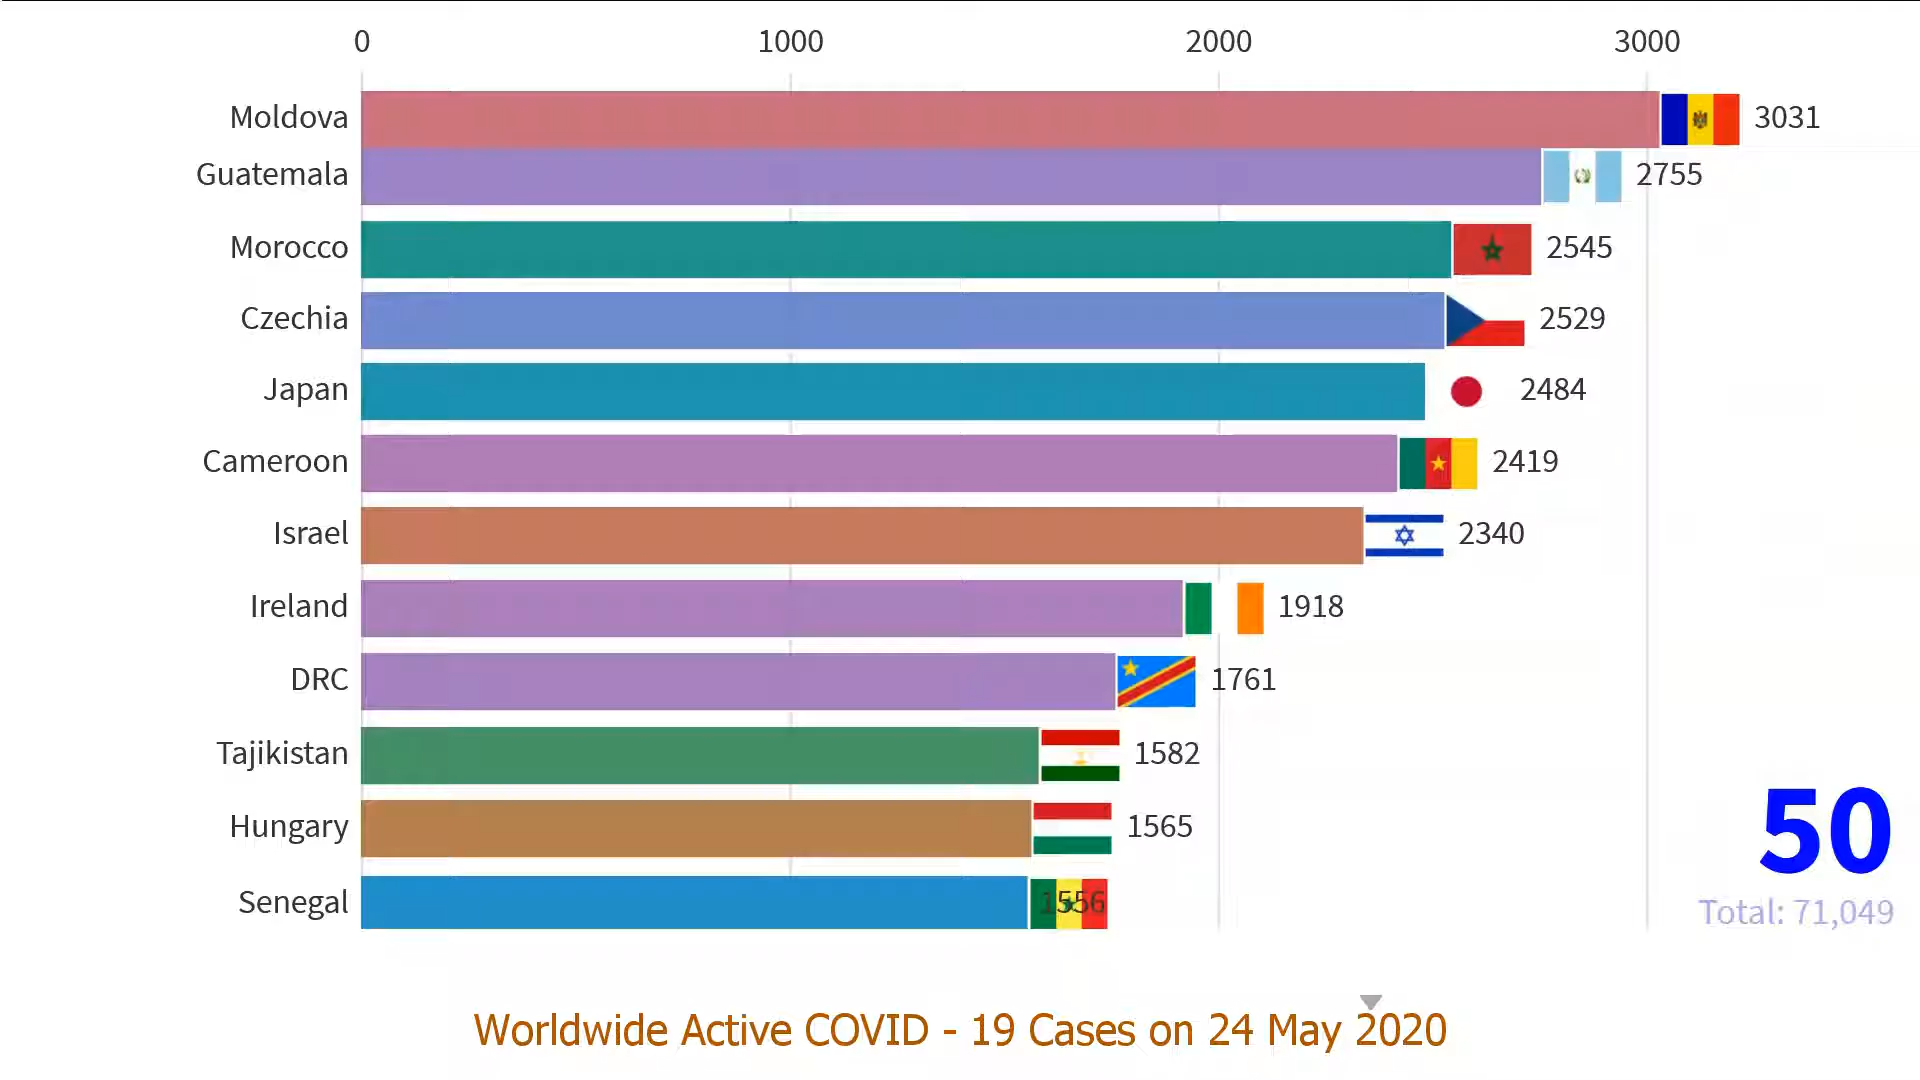 0 1000 2000 3000
Moldova 3031
Guatemala 2755
Morocco 2545
Czechia 2529
Japan 2484
Cameroon 2419
Israel 2340
Ireland 1918
DRC 1761
Tajikistan 1582
Hungary 1565
Senegal 1556
50
Total: 71,049
Worldwide Active COVID - 19 Cases on 24 May 2020